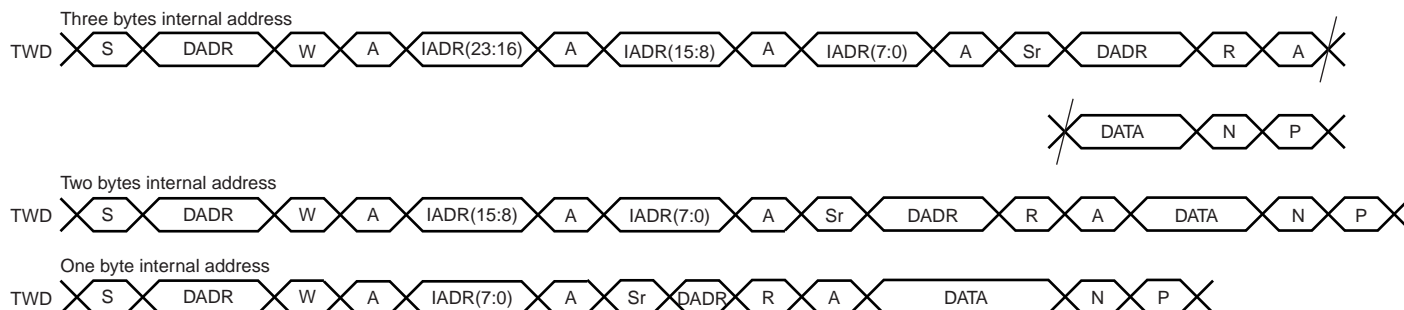 Three bytes internal address
TWD S DADR W A IADR(23:16) A IADR(15:8) A IADR(7:0) A Sr DADR R A
DATA N P
Two bytes internal address
TWD S DADR W A IADR(15:8) A IADR(7:0) A Sr DADR R A DATA N P
One byte internal address
TWD S DADR W A IADR(7:0) A Sr DADR R A DATA N P